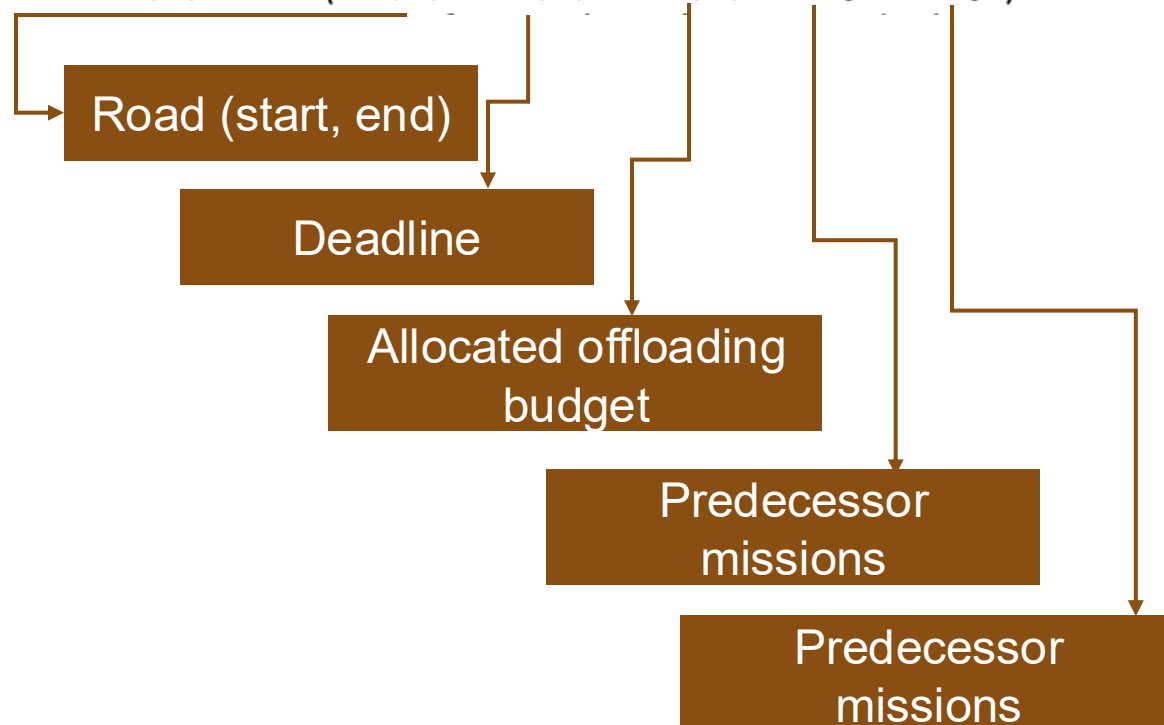 Road (start, end)
Deadline
Allocated offloading
budget
Predecessor
missions
Predecessor
missions